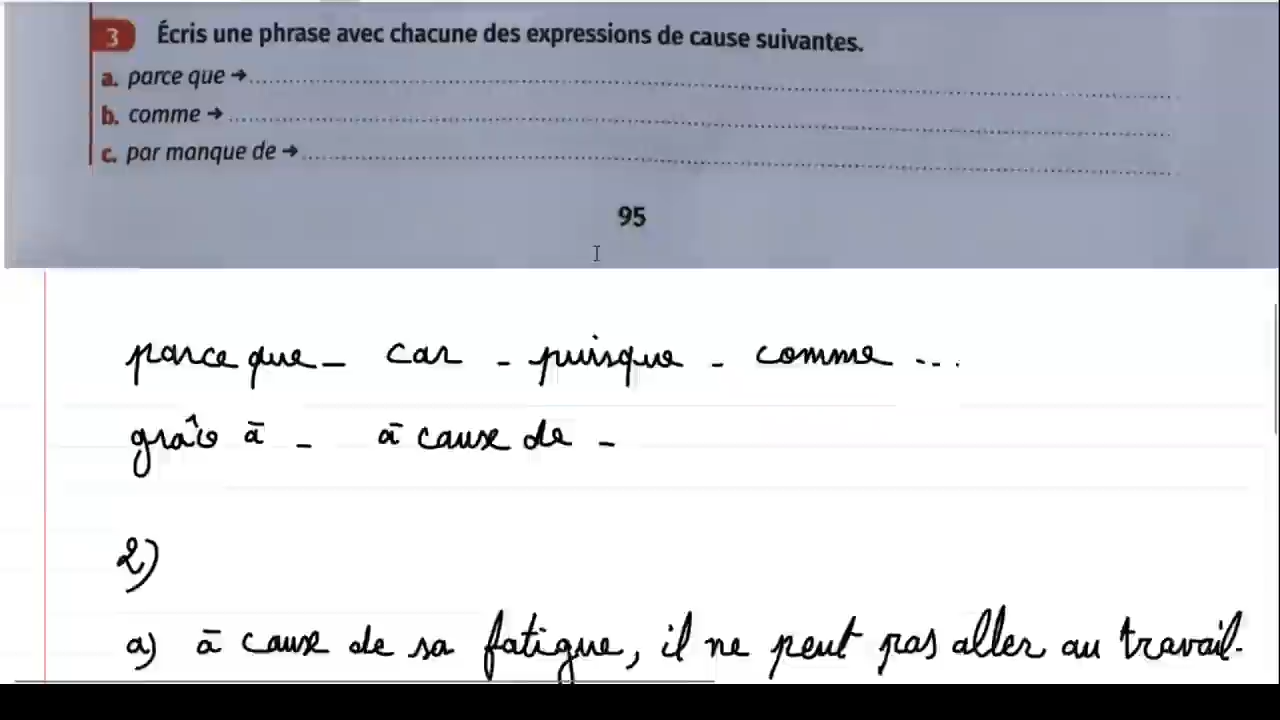 3 Écris une phrase avec chacune des expressions de cause suivantes.
a. parce que →
b. comme →
c. par manque de →
95
parce que - car - puisque - comme ...
grâce à - à cause de -
2)
a) à cause de sa fatigue, il ne peut pas aller au travail.